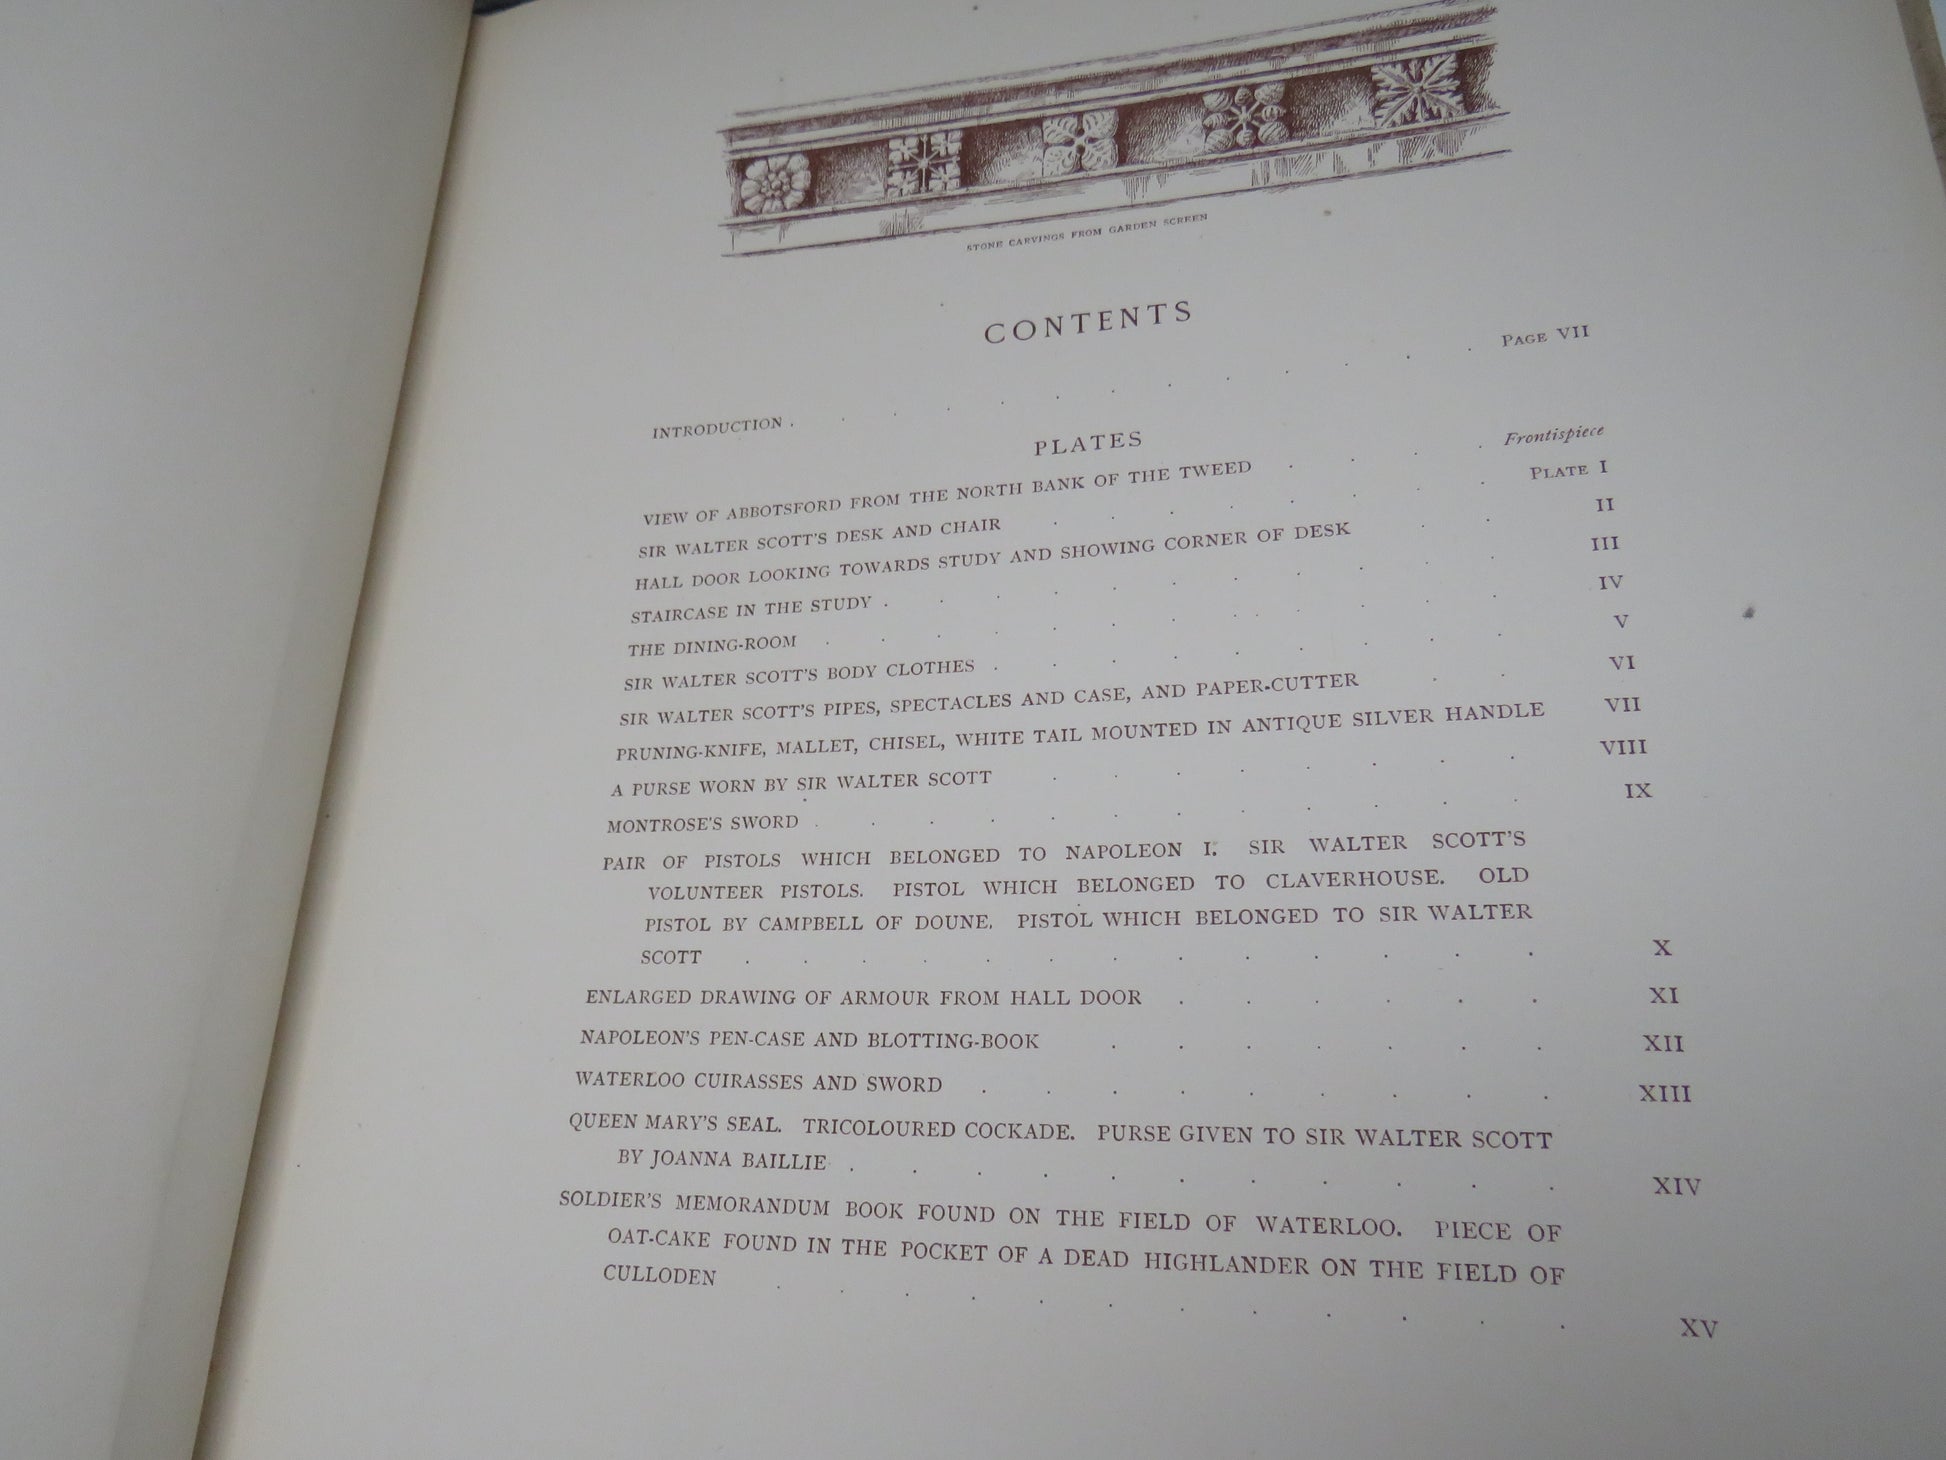 STONE CARVINGS FROM GARDEN SCREEN
CONTENTS
INTRODUCTION . . . . . . . . . . . . . PAGE VII
PLATES
VIEW OF ABBOTSFORD FROM THE NORTH BANK OF THE TWEED . . . . Frontispiece
SIR WALTER SCOTT'S DESK AND CHAIR . . . . . . . . PLATE I
HALL DOOR LOOKING TOWARDS STUDY AND SHOWING CORNER OF DESK . . II
STAIRCASE IN THE STUDY . . . . . . . . . . . III
THE DINING-ROOM . . . . . . . . . . . . IV
SIR WALTER SCOTT'S BODY CLOTHES . . . . . . . . . V
SIR WALTER SCOTT'S PIPES, SPECTACLES AND CASE, AND PAPER-CUTTER . . VI
PRUNING-KNIFE, MALLET, CHISEL, WHITE TAIL MOUNTED IN ANTIQUE SILVER HANDLE VII
A PURSE WORN BY SIR WALTER SCOTT . . . . . . . . VIII
MONTROSE'S SWORD . . . . . . . . . . . . IX
PAIR OF PISTOLS WHICH BELONGED TO NAPOLEON I. SIR WALTER SCOTT'S
VOLUNTEER PISTOLS. PISTOL WHICH BELONGED TO CLAVERHOUSE. OLD
PISTOL BY CAMPBELL OF DOUNE. PISTOL WHICH BELONGED TO SIR WALTER
SCOTT . . . . . . . . . . . . . X
ENLARGED DRAWING OF ARMOUR FROM HALL DOOR . . . . . . XI
NAPOLEON'S PEN-CASE AND BLOTTING-BOOK . . . . . . . XII
WATERLOO CUIRASSES AND SWORD . . . . . . . . . XIII
QUEEN MARY'S SEAL. TRICOLOURED COCKADE. PURSE GIVEN TO SIR WALTER SCOTT
BY JOANNA BAILLIE . . . . . . . . . . . XIV
SOLDIER'S MEMORANDUM BOOK FOUND ON THE FIELD OF WATERLOO. PIECE OF
OAT-CAKE FOUND IN THE POCKET OF A DEAD HIGHLANDER ON THE FIELD OF
CULLODEN . . . . . . . . . . . . XV